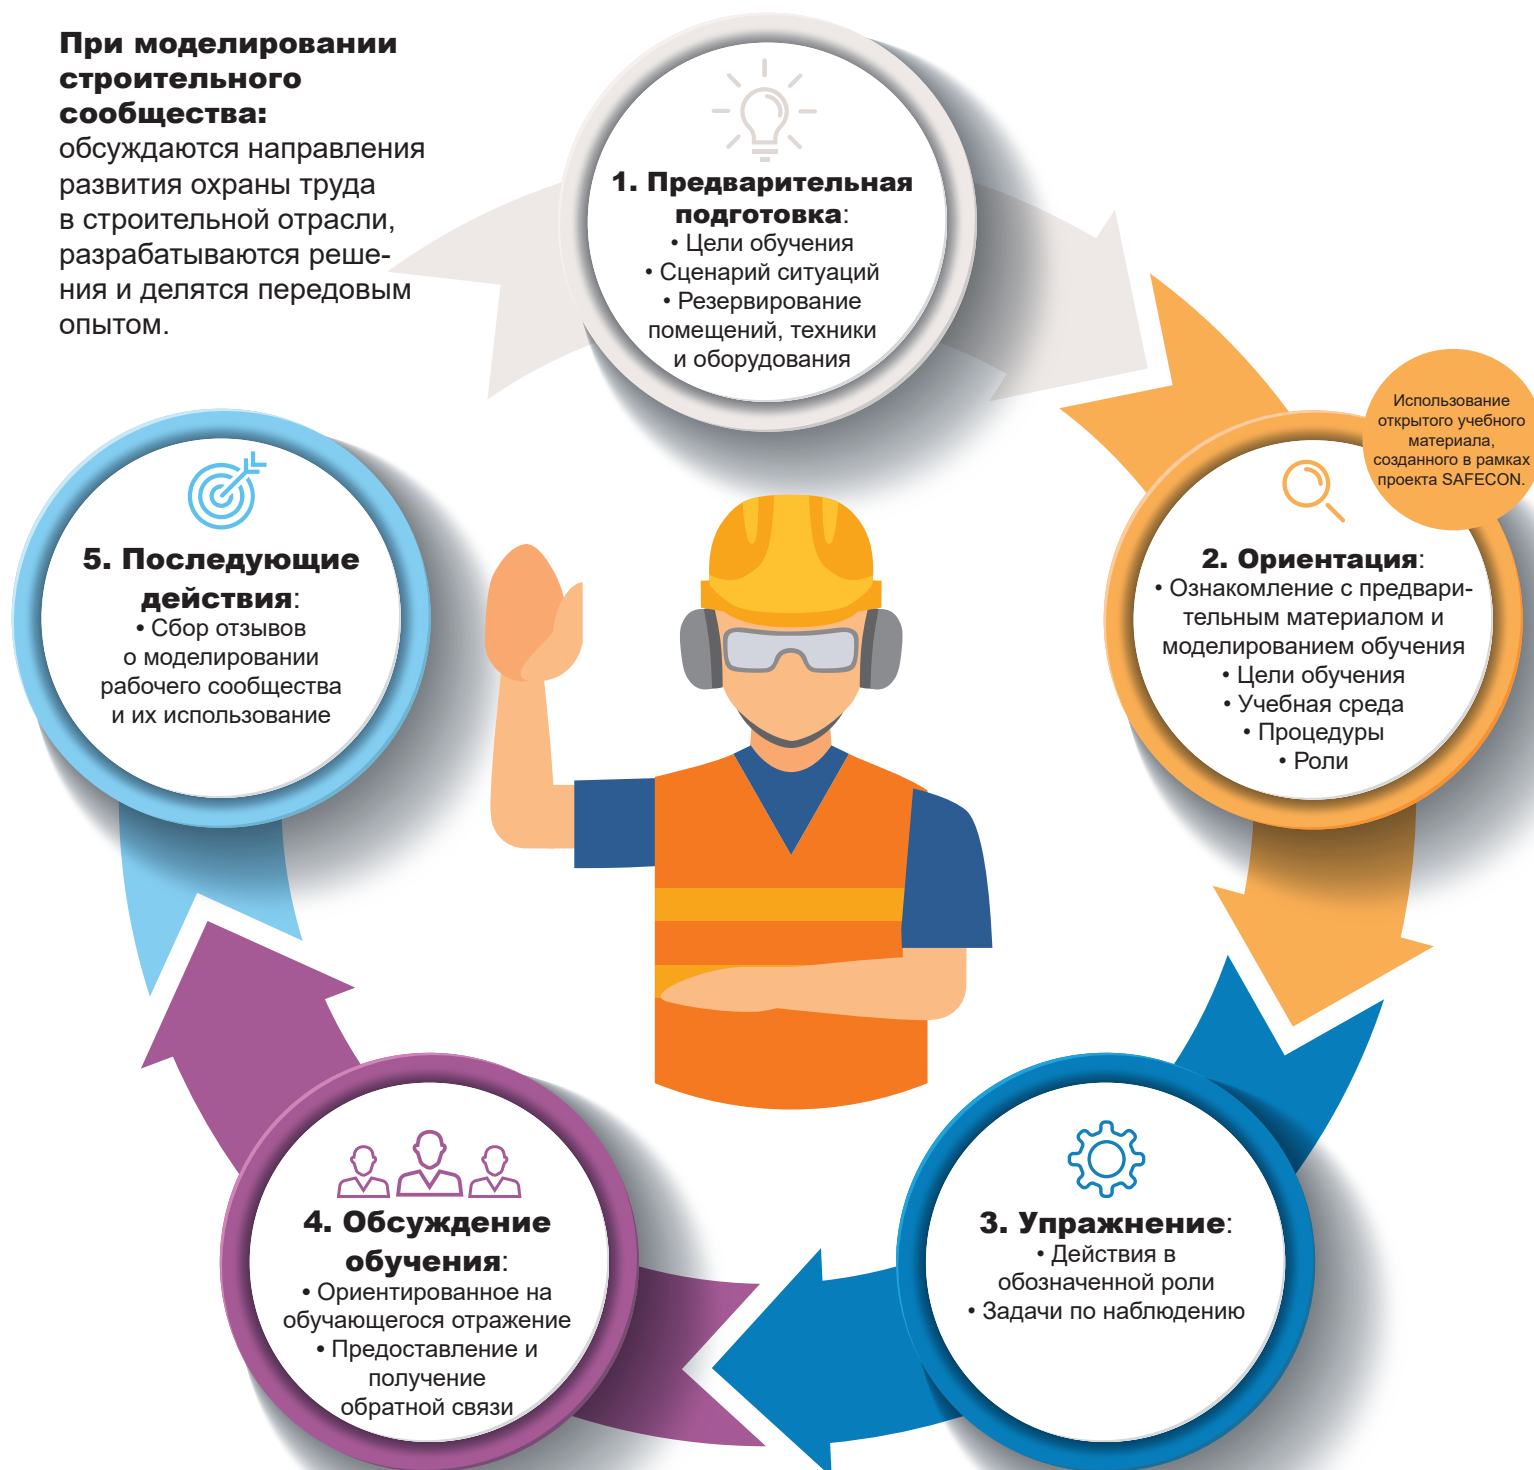 При моделировании
строительного
сообщества:
обсуждаются направления
развития охраны труда
в строительной отрасли,
разрабатываются реше-
ния и делятся передовым
опытом.
1. Предварительная
подготовка:
• Цели обучения
• Сценарий ситуаций
• Резервирование
помещений, техники
и оборудования
Использование
открытого учебного
материала,
созданного в рамках
проекта SAFECON.
2. Ориентация:
• Ознакомление с предвари-
тельным материалом и
моделированием обучения
• Цели обучения
• Учебная среда
• Процедуры
• Роли
3. Упражнение:
• Действия в
обозначенной роли
• Задачи по наблюдению
4. Обсуждение
обучения:
• Ориентированное на
обучающегося отражение
• Предоставление и
получение
обратной связи
5. Последующие
действия:
• Сбор отзывов
о моделировании
рабочего сообщества
и их использование